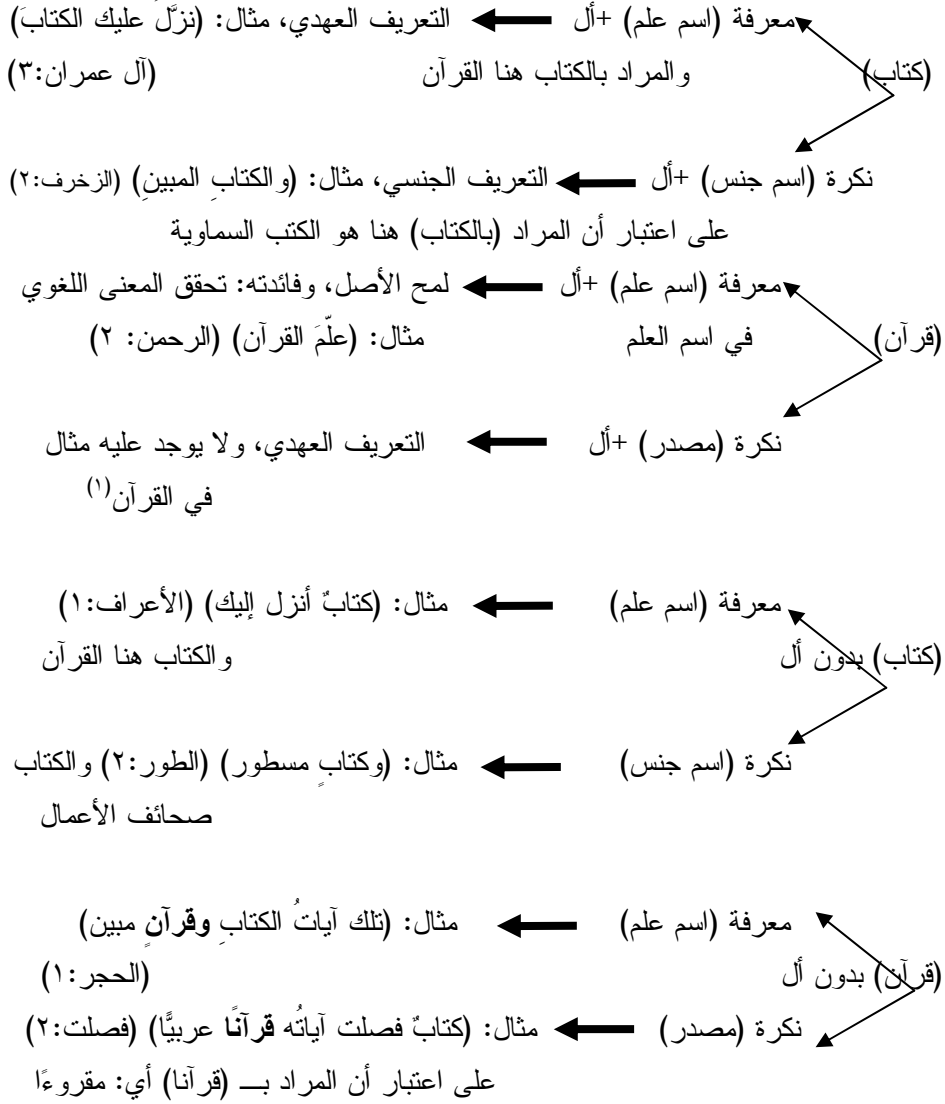 معرفة (اسم علم) +أل التعريف العهدي، مثال: (نزَّلَ عليك الكتابَ)
(كتاب) والمراد بالكتاب هنا القرآن (آل عمران:٣)
نكرة (اسم جنس) +أل التعريف الجنسي، مثال: (والكتابِ المبينِ) (الزخرف:٢)
على اعتبار أن المراد (بالكتاب) هنا هو الكتب السماوية
معرفة (اسم علم) +أل لمح الأصل، وفائدته: تحقق المعنى اللغوي
(قرآن) في اسم العلم مثال: (علّمَ القرآن) (الرحمن: ٢)
نكرة (مصدر) +أل التعريف العهدي، ولا يوجد عليه مثال
في القرآن(١)
معرفة (اسم علم) مثال: (كتابٌ أنزل إليك) (الأعراف:١)
(كتاب) بدون أل والكتاب هنا القرآن
نكرة (اسم جنس) مثال: (وكتابٍ مسطور) (الطور:٢) والكتاب
صحائف الأعمال
معرفة (اسم علم) مثال: (تلك آياتُ الكتابِ وقرآنٍ مبين)
(قرآن) بدون أل (الحجر:١)
نكرة (مصدر) مثال: (كتابٌ فصلت آياتُه قرآنًا عربيًّا) (فصلت:٢)
على اعتبار أن المراد بـــ (قرآنا) أي: مقروءًا